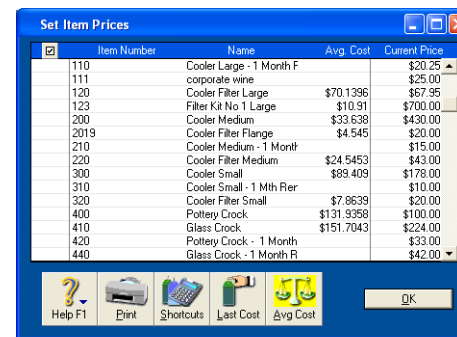 Set Item Prices
Item Number Name Avg. Cost Current Price
110 Cooler Large - 1 Month F $20.25
111 corporate wine $25.00
120 Cooler Filter Large $70.1396 $67.95
123 Filter Kit No 1 Large $10.91 $700.00
200 Cooler Medium $33.638 $430.00
2019 Cooler Filter Flange $4.545 $20.00
210 Cooler Medium - 1 Month $15.00
220 Cooler Filter Medium $24.5453 $43.00
300 Cooler Small $89.409 $178.00
310 Cooler Small - 1 Mth Rer $10.00
320 Cooler Filter Small $7.8639 $20.00
400 Pottery Crock $131.9358 $100.00
410 Glass Crock $151.7043 $224.00
420 Pottery Crock - 1 Month $33.00
440 Glass Crock - 1 Month R $42.00
Help F1 Print Shortcuts Last Cost Avg Cost OK